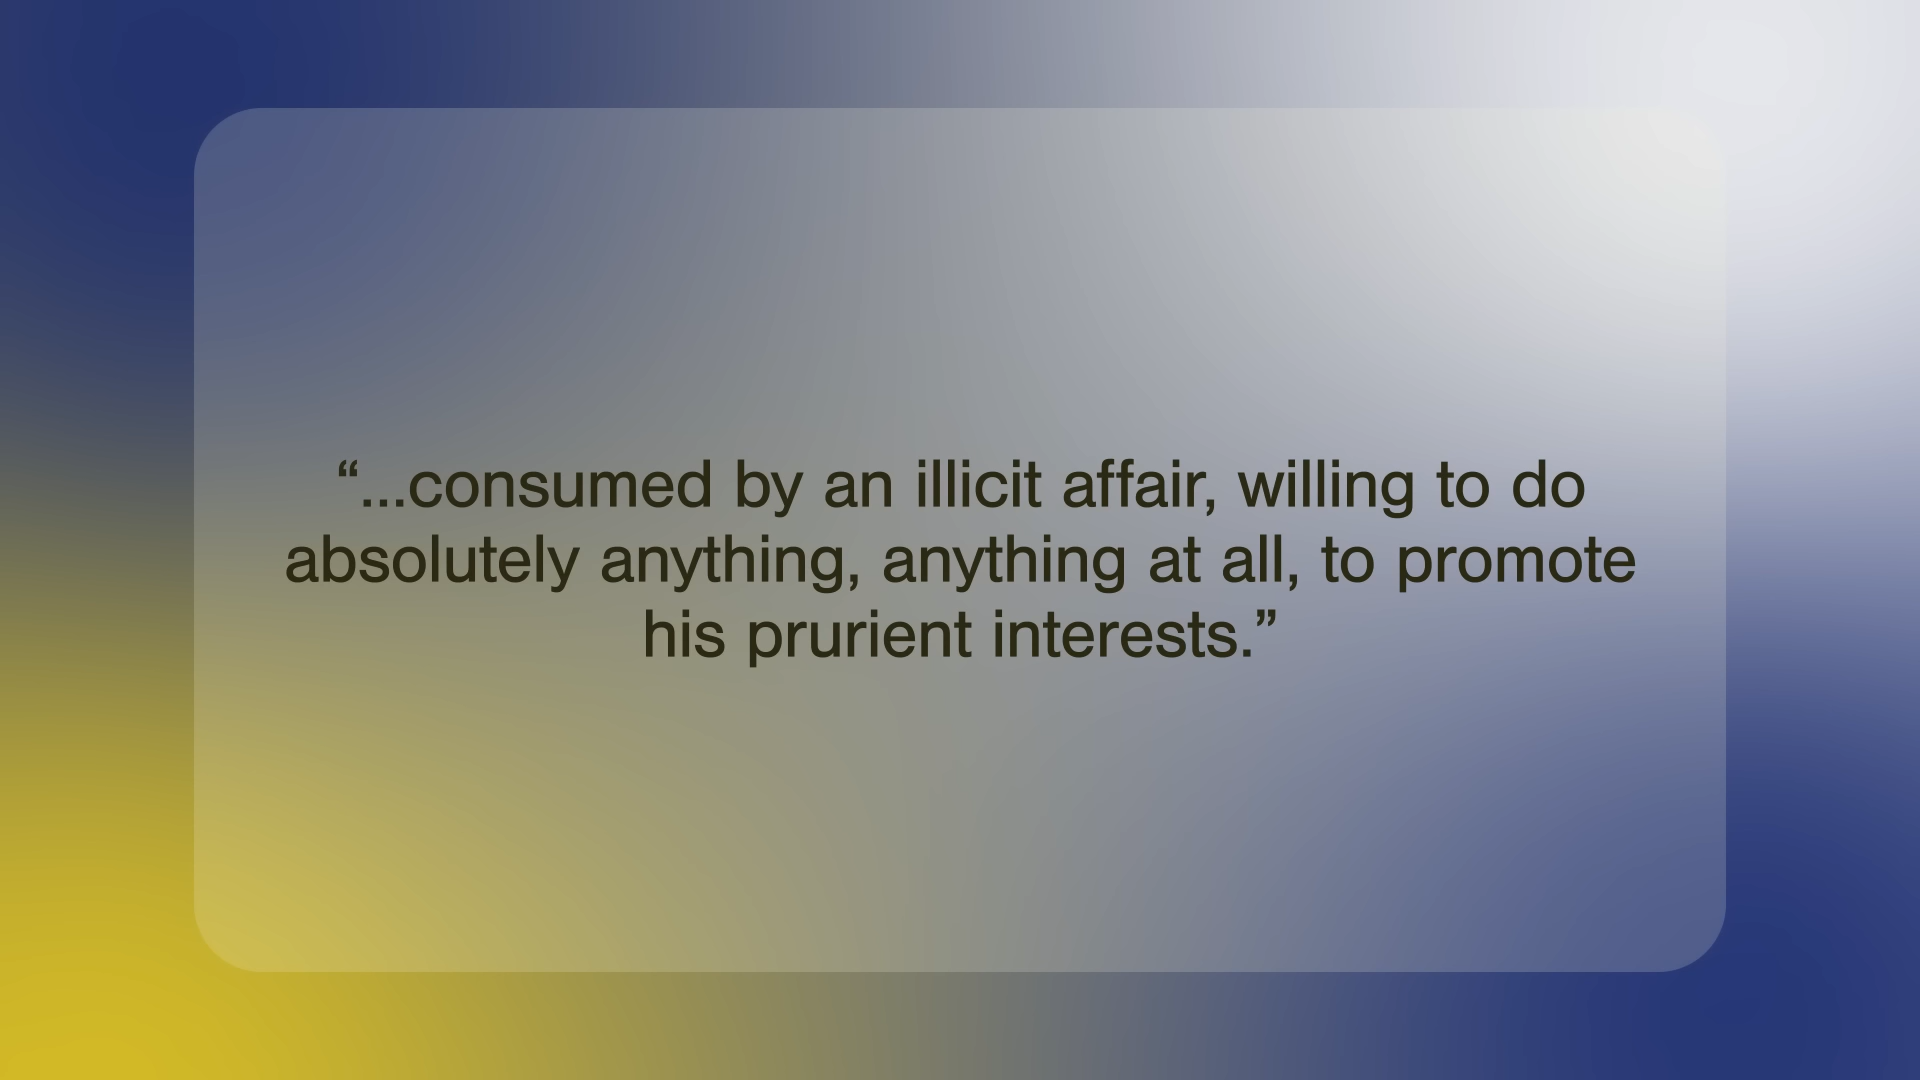 “...consumed by an illicit affair, willing to do
absolutely anything, anything at all, to promote
his prurient interests.”